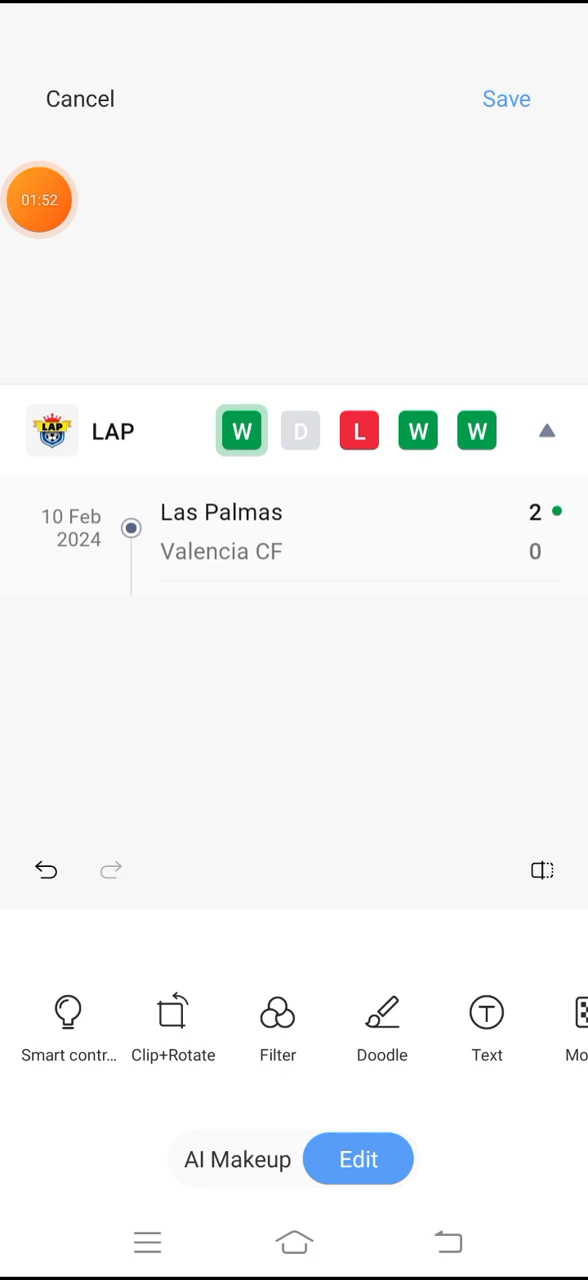 Cancel
Save
01:52
LAP
LAP
W
D
L
W
W
10 Feb
2024
Las Palmas
2
Valencia CF
0
Smart contr...
Clip+Rotate
Filter
Doodle
Text
Mo
AI Makeup
Edit